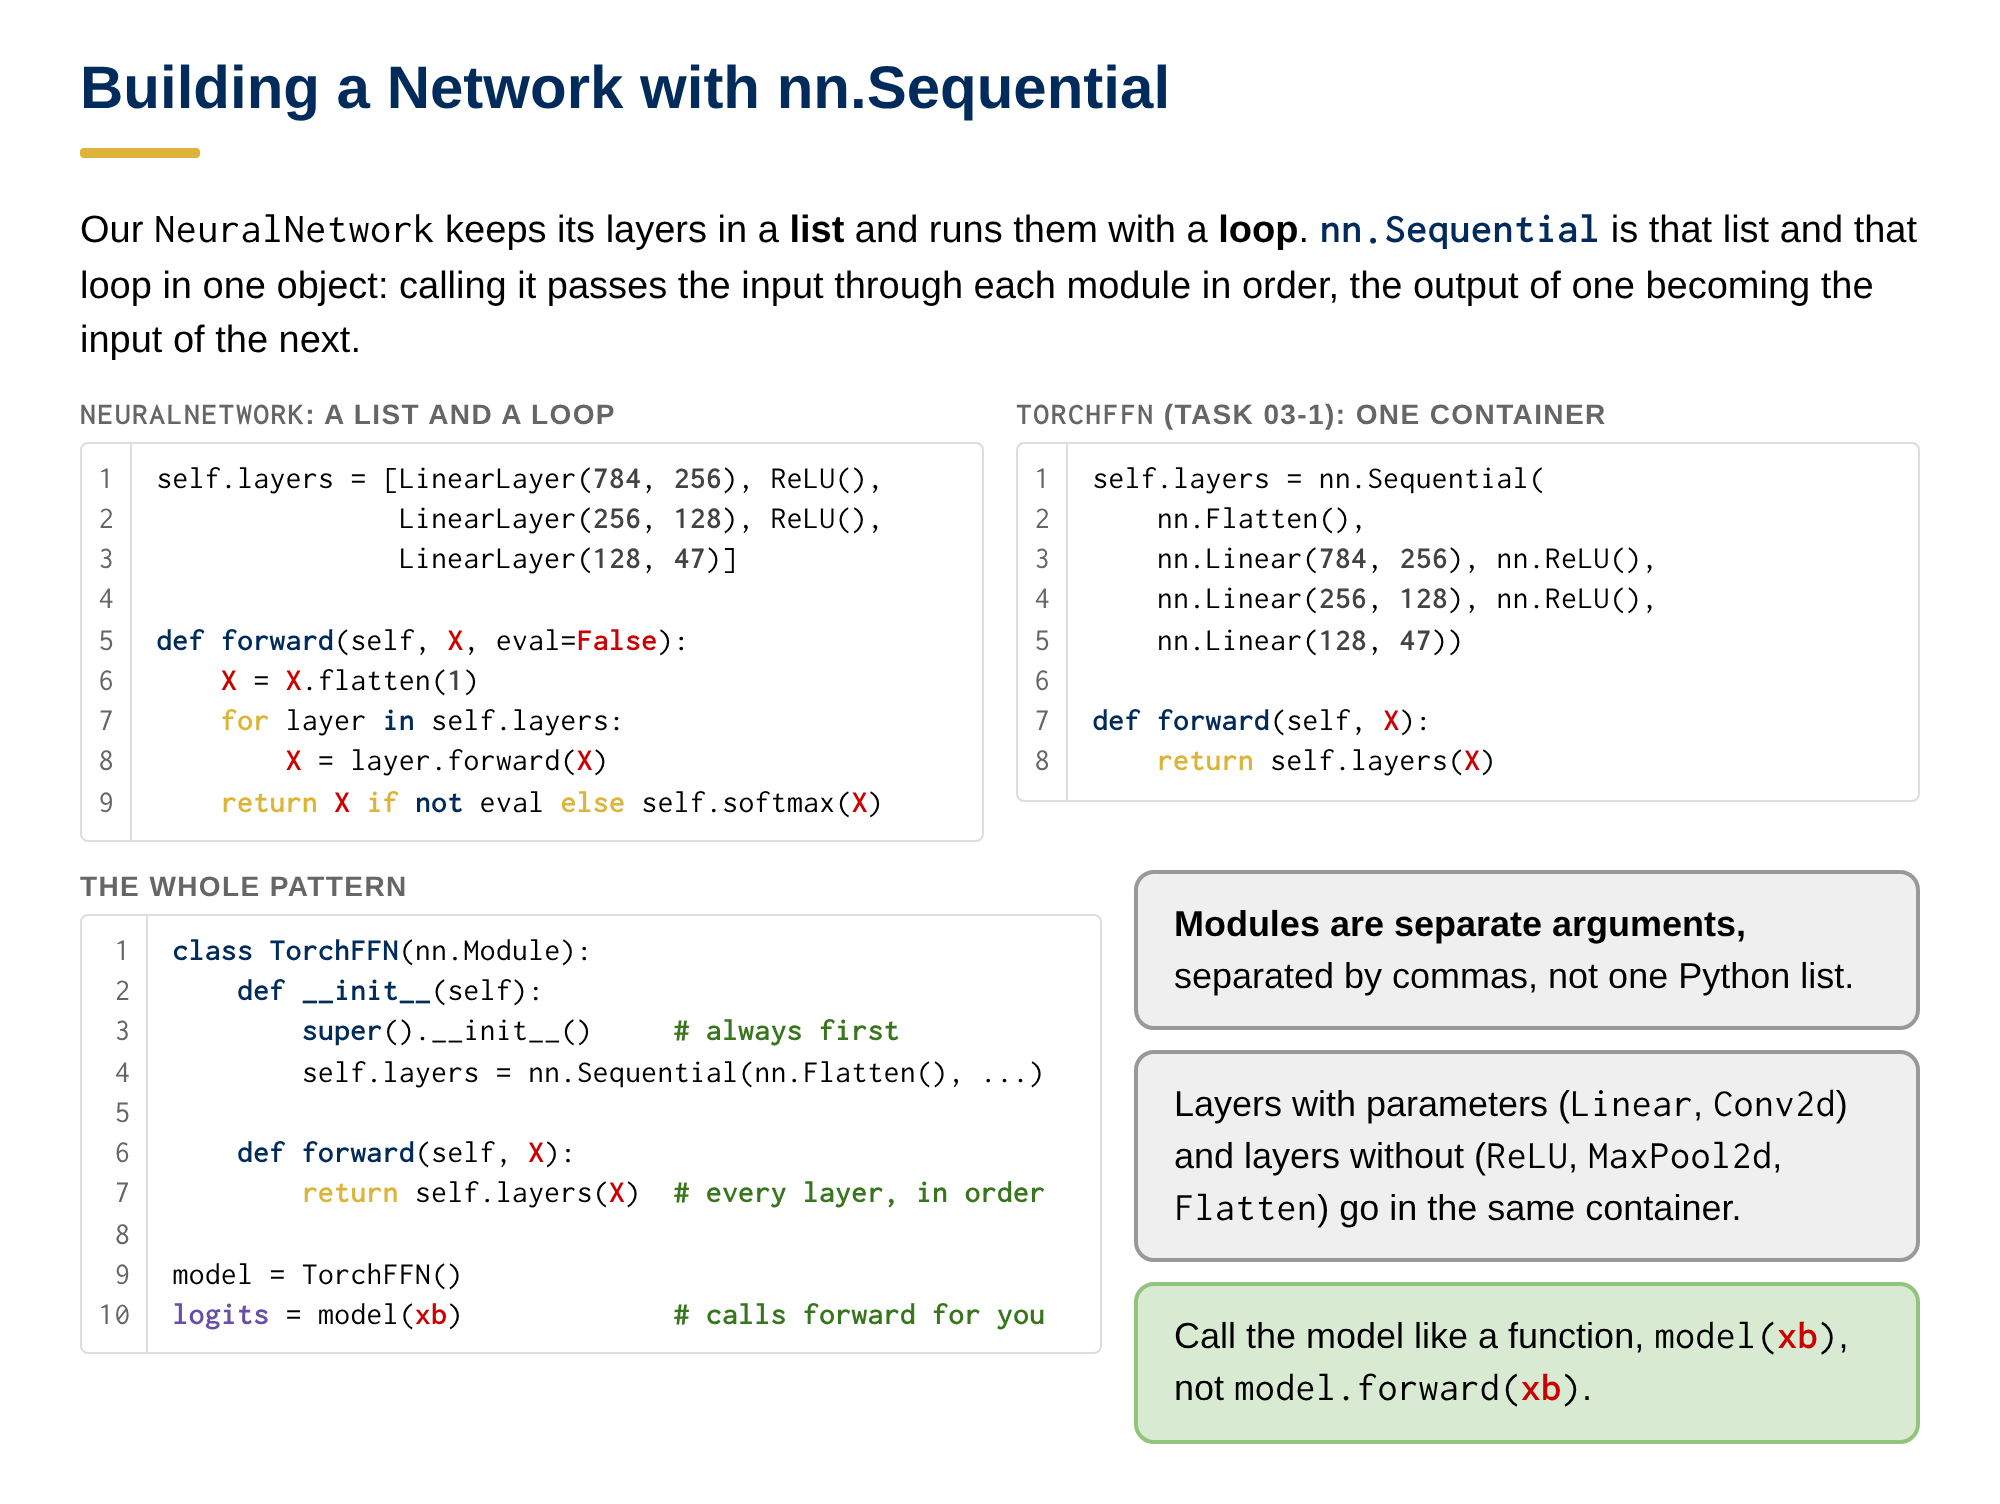 Building a Network with nn.Sequential
Our NeuralNetwork keeps its layers in a list and runs them with a loop. nn.Sequential is that list and that
loop in one object: calling it passes the input through each module in order, the output of one becoming the
input of the next.
NEURALNETWORK: A LIST AND A LOOP
1 self.layers = [LinearLayer(784, 256), ReLU(),
2                LinearLayer(256, 128), ReLU(),
3                LinearLayer(128, 47)]
4
5 def forward(self, X, eval=False):
6     X = X.flatten(1)
7     for layer in self.layers:
8         X = layer.forward(X)
9     return X if not eval else self.softmax(X)
TORCHFFN (TASK 03-1): ONE CONTAINER
1 self.layers = nn.Sequential(
2     nn.Flatten(),
3     nn.Linear(784, 256), nn.ReLU(),
4     nn.Linear(256, 128), nn.ReLU(),
5     nn.Linear(128, 47))
6
7 def forward(self, X):
8     return self.layers(X)
THE WHOLE PATTERN
1 class TorchFFN(nn.Module):
2     def __init__(self):
3         super().__init__()     # always first
4         self.layers = nn.Sequential(nn.Flatten(), ...)
5
6     def forward(self, X):
7         return self.layers(X)  # every layer, in order
8
9 model = TorchFFN()
10 logits = model(xb)             # calls forward for you
Modules are separate arguments,
separated by commas, not one Python list.
Layers with parameters (Linear, Conv2d)
and layers without (ReLU, MaxPool2d,
Flatten) go in the same container.
Call the model like a function, model(xb),
not model.forward(xb).